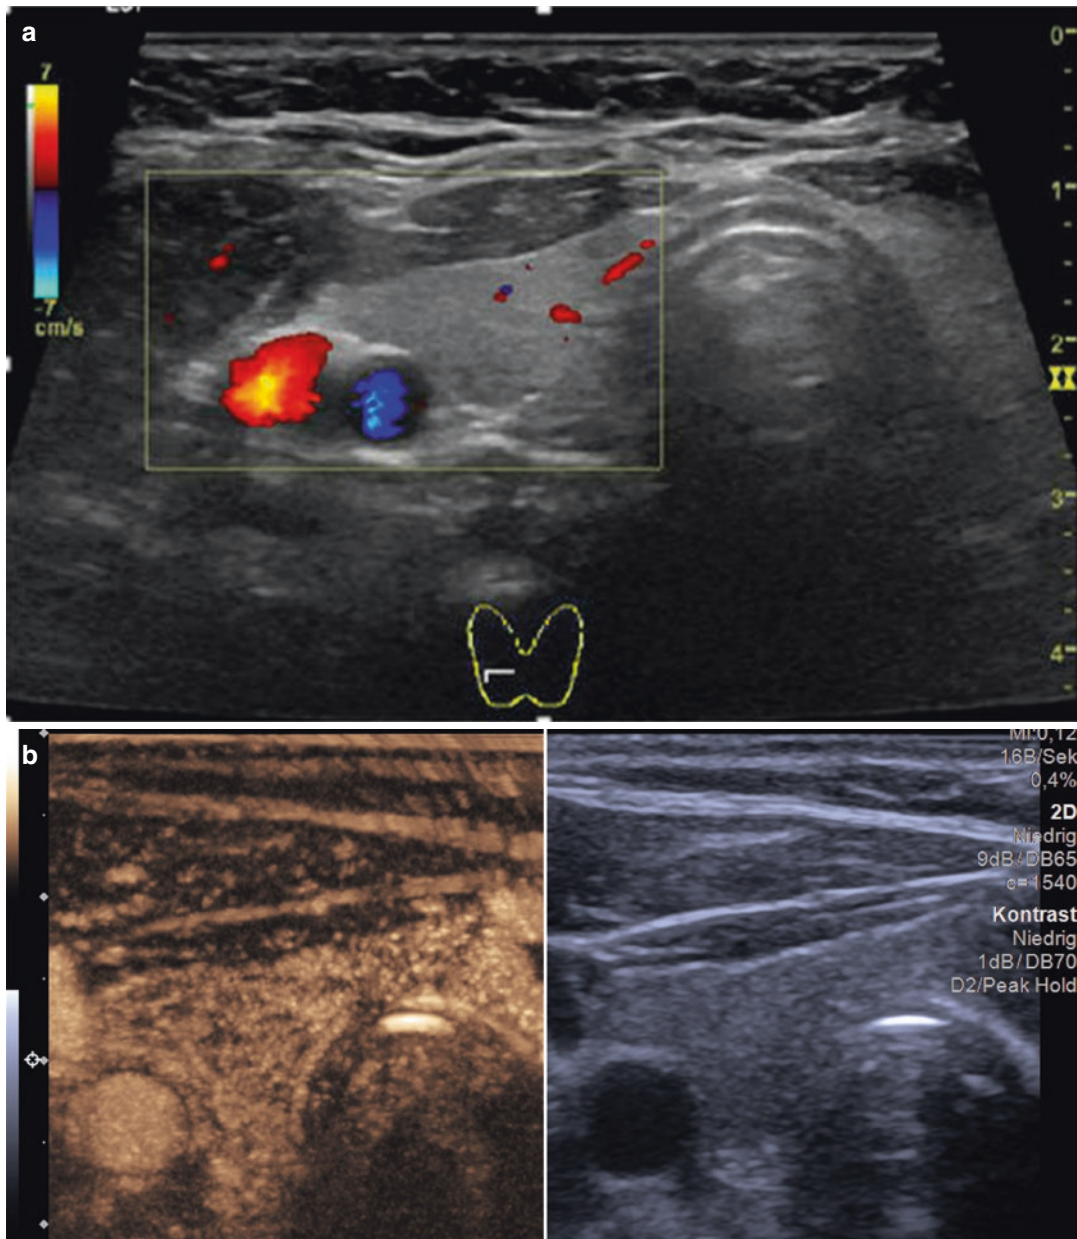 a
7
-7
cm/s
0
1
2
3
4
b
MI:0,12
16B/Sek
0,4%
2D
Niedrig
9dB/DB65
c=1540
Kontrast
Niedrig
1dB/DB70
D2/Peak Hold